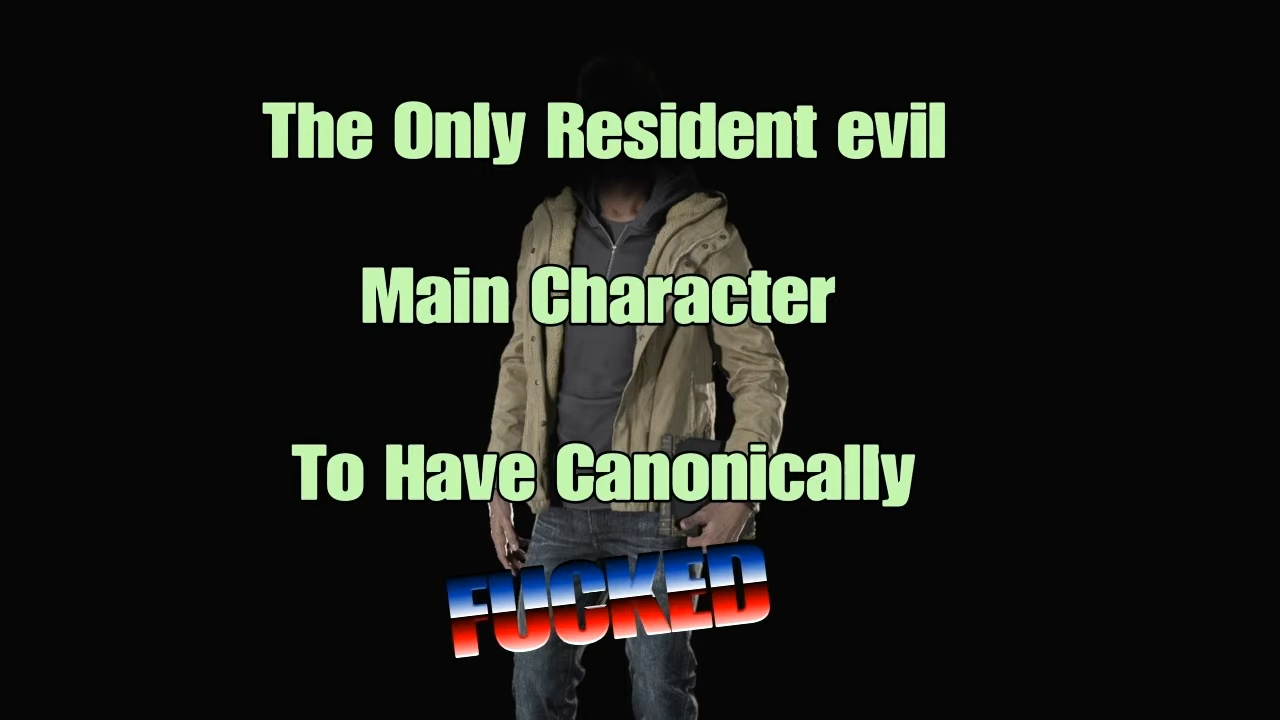 The Only Resident evil
Main Character
To Have Canonically
FUCKED